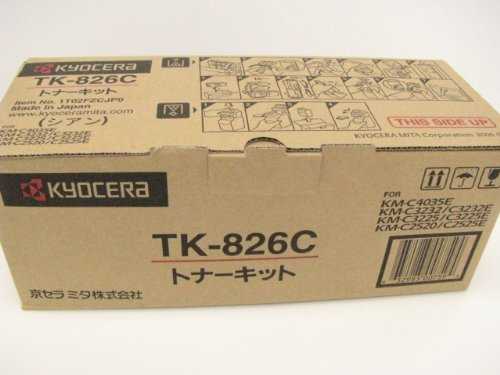 KYOCERA
TK-826C
トナーキット
Item No. 1T02FZCJP0
Made in Japan
www.kyoceramita.com
(シアン)
THIS SIDE UP
KYOCERA MITA Corporation
KYOCERA
TK-826C
トナーキット
京セラ ミタ株式会社
FOR
KM-C4035E
KM-C3232/C3232E
KM-C3225/C3225E
KM-C2520/C2525E